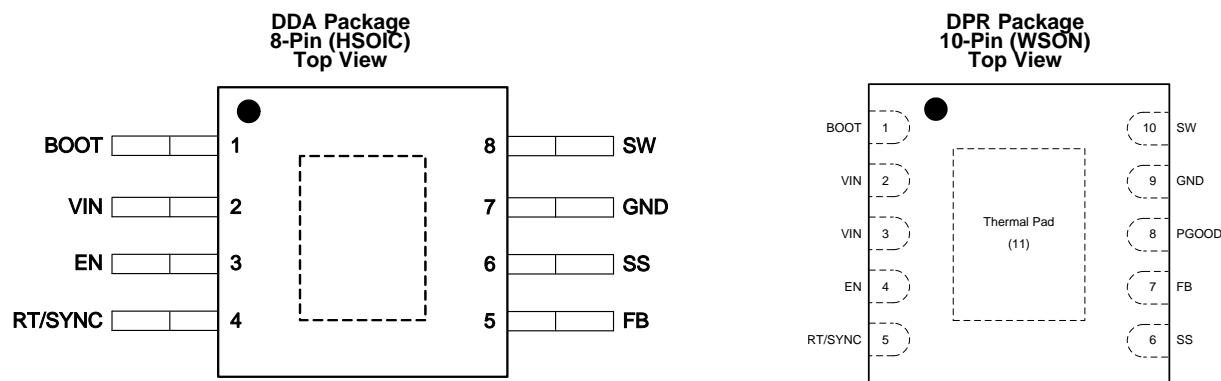 DDA Package
8-Pin (HSOIC)
Top View
BOOT 1 8 SW
VIN 2 7 GND
EN 3 6 SS
RT/SYNC 4 5 FB
DPR Package
10-Pin (WSON)
Top View
BOOT 1 10 SW
VIN 2 9 GND
Thermal Pad
(11)
VIN 3 8 PGOOD
EN 4 7 FB
RT/SYNC 5 6 SS